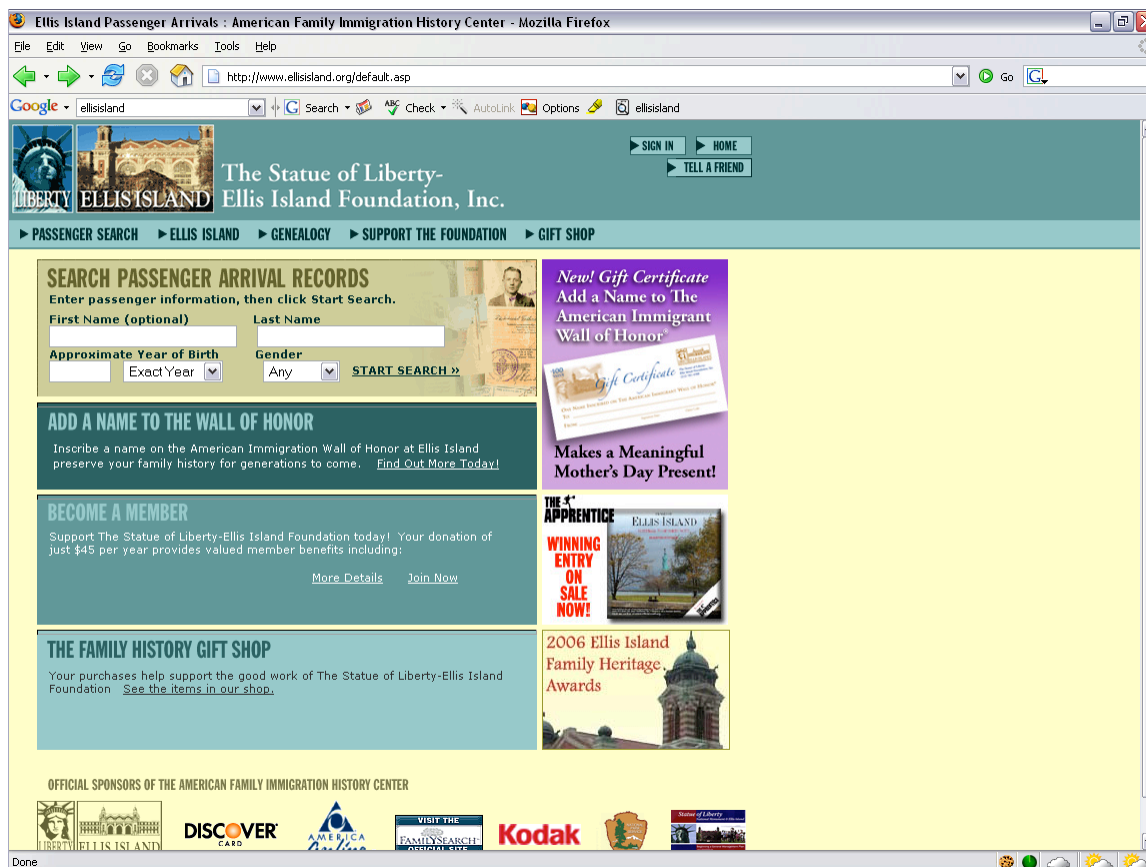 Ellis Island Passenger Arrivals : American Family Immigration History Center - Mozilla Firefox
File Edit View Go Bookmarks Tools Help
http://www.ellisisland.org/default.asp
Go
G
Google
ellisisland
Search
Check
AutoLink
Options
ellisisland
LIBERTY
ELLIS ISLAND
The Statue of Liberty-
Ellis Island Foundation, Inc.
SIGN IN
HOME
TELL A FRIEND
PASSENGER SEARCH
ELLIS ISLAND
GENEALOGY
SUPPORT THE FOUNDATION
GIFT SHOP
SEARCH PASSENGER ARRIVAL RECORDS
Enter passenger information, then click Start Search.
First Name (optional) Last Name
Approximate Year of Birth Gender
Exact Year Any START SEARCH »
ADD A NAME TO THE WALL OF HONOR
Inscribe a name on the American Immigration Wall of Honor at Ellis Island
preserve your family history for generations to come. Find Out More Today!
BECOME A MEMBER
Support The Statue of Liberty-Ellis Island Foundation today! Your donation of
just $45 per year provides valued member benefits including:
More Details Join Now
THE FAMILY HISTORY GIFT SHOP
Your purchases help support the good work of The Statue of Liberty-Ellis Island
Foundation See the items in our shop.
New! Gift Certificate
Add a Name to The
American Immigrant
Wall of Honor®
Gift Certificate
Makes a Meaningful
Mother's Day Present!
THE
APPRENTICE
WINNING
ENTRY
ON
SALE
NOW!
ELLIS ISLAND
2006 Ellis Island
Family Heritage
Awards
OFFICIAL SPONSORS OF THE AMERICAN FAMILY IMMIGRATION HISTORY CENTER
LIBERTY ELLIS ISLAND
DISCOVER
CARD
AMERICA
Online
VISIT THE
FAMILYSEARCH
OFFICIAL SITE
Kodak
Statue of Liberty
Done